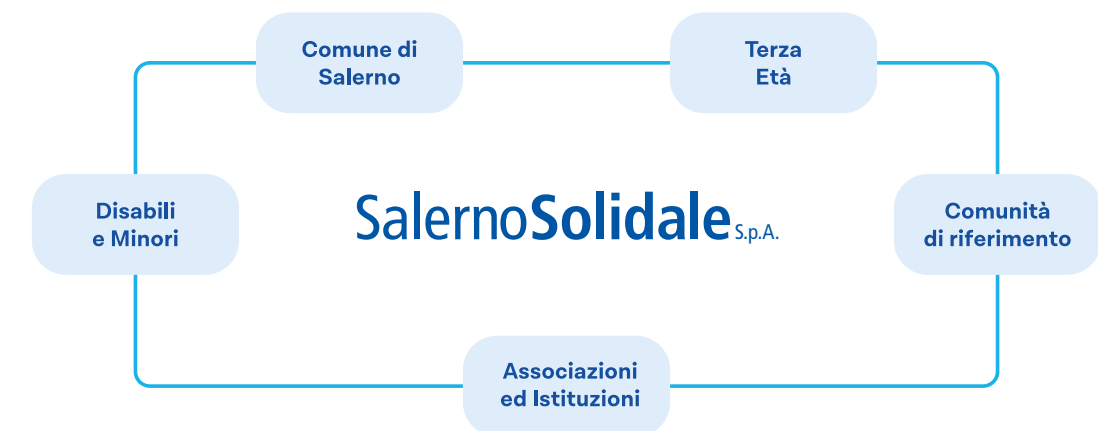 Comune di
Salerno
Terza
Età
Disabili
e Minori
SalernoSolidale S.p.A.
Comunità
di riferimento
Associazioni
ed Istituzioni